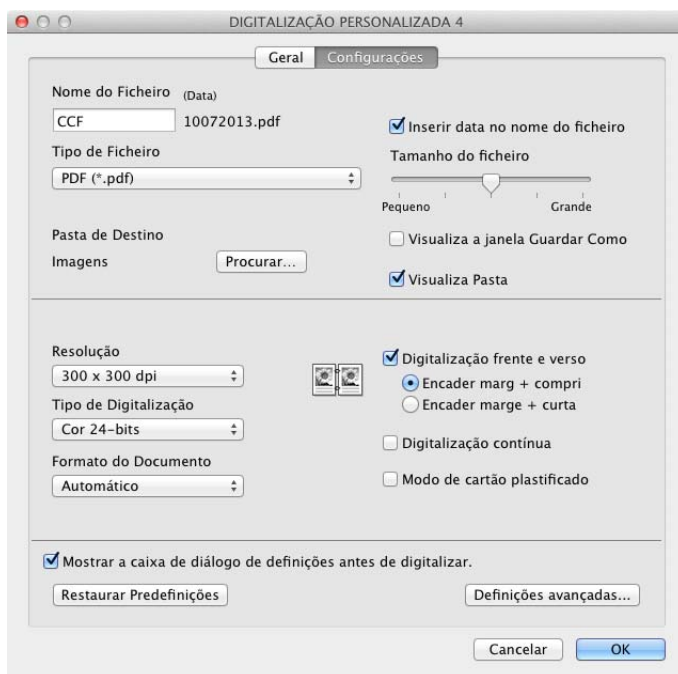 DIGITALIZAÇÃO PERSONALIZADA 4
Geral Configurações
Nome do Ficheiro (Data)
CCF 10072013.pdf
Inserir data no nome do ficheiro
Tipo de Ficheiro
PDF (*.pdf)
Tamanho do ficheiro
Pequeno Grande
Pasta de Destino
Imagens Procurar...
Visualiza a janela Guardar Como
Visualiza Pasta
Resolução
300 x 300 dpi
Tipo de Digitalização
Cor 24-bits
Formato do Documento
Automático
Digitalização frente e verso
Encader marg + compri
Encader marge + curta
Digitalização contínua
Modo de cartão plastificado
Mostrar a caixa de diálogo de definições antes de digitalizar.
Restaurar Predefinições Definições avançadas...
Cancelar OK